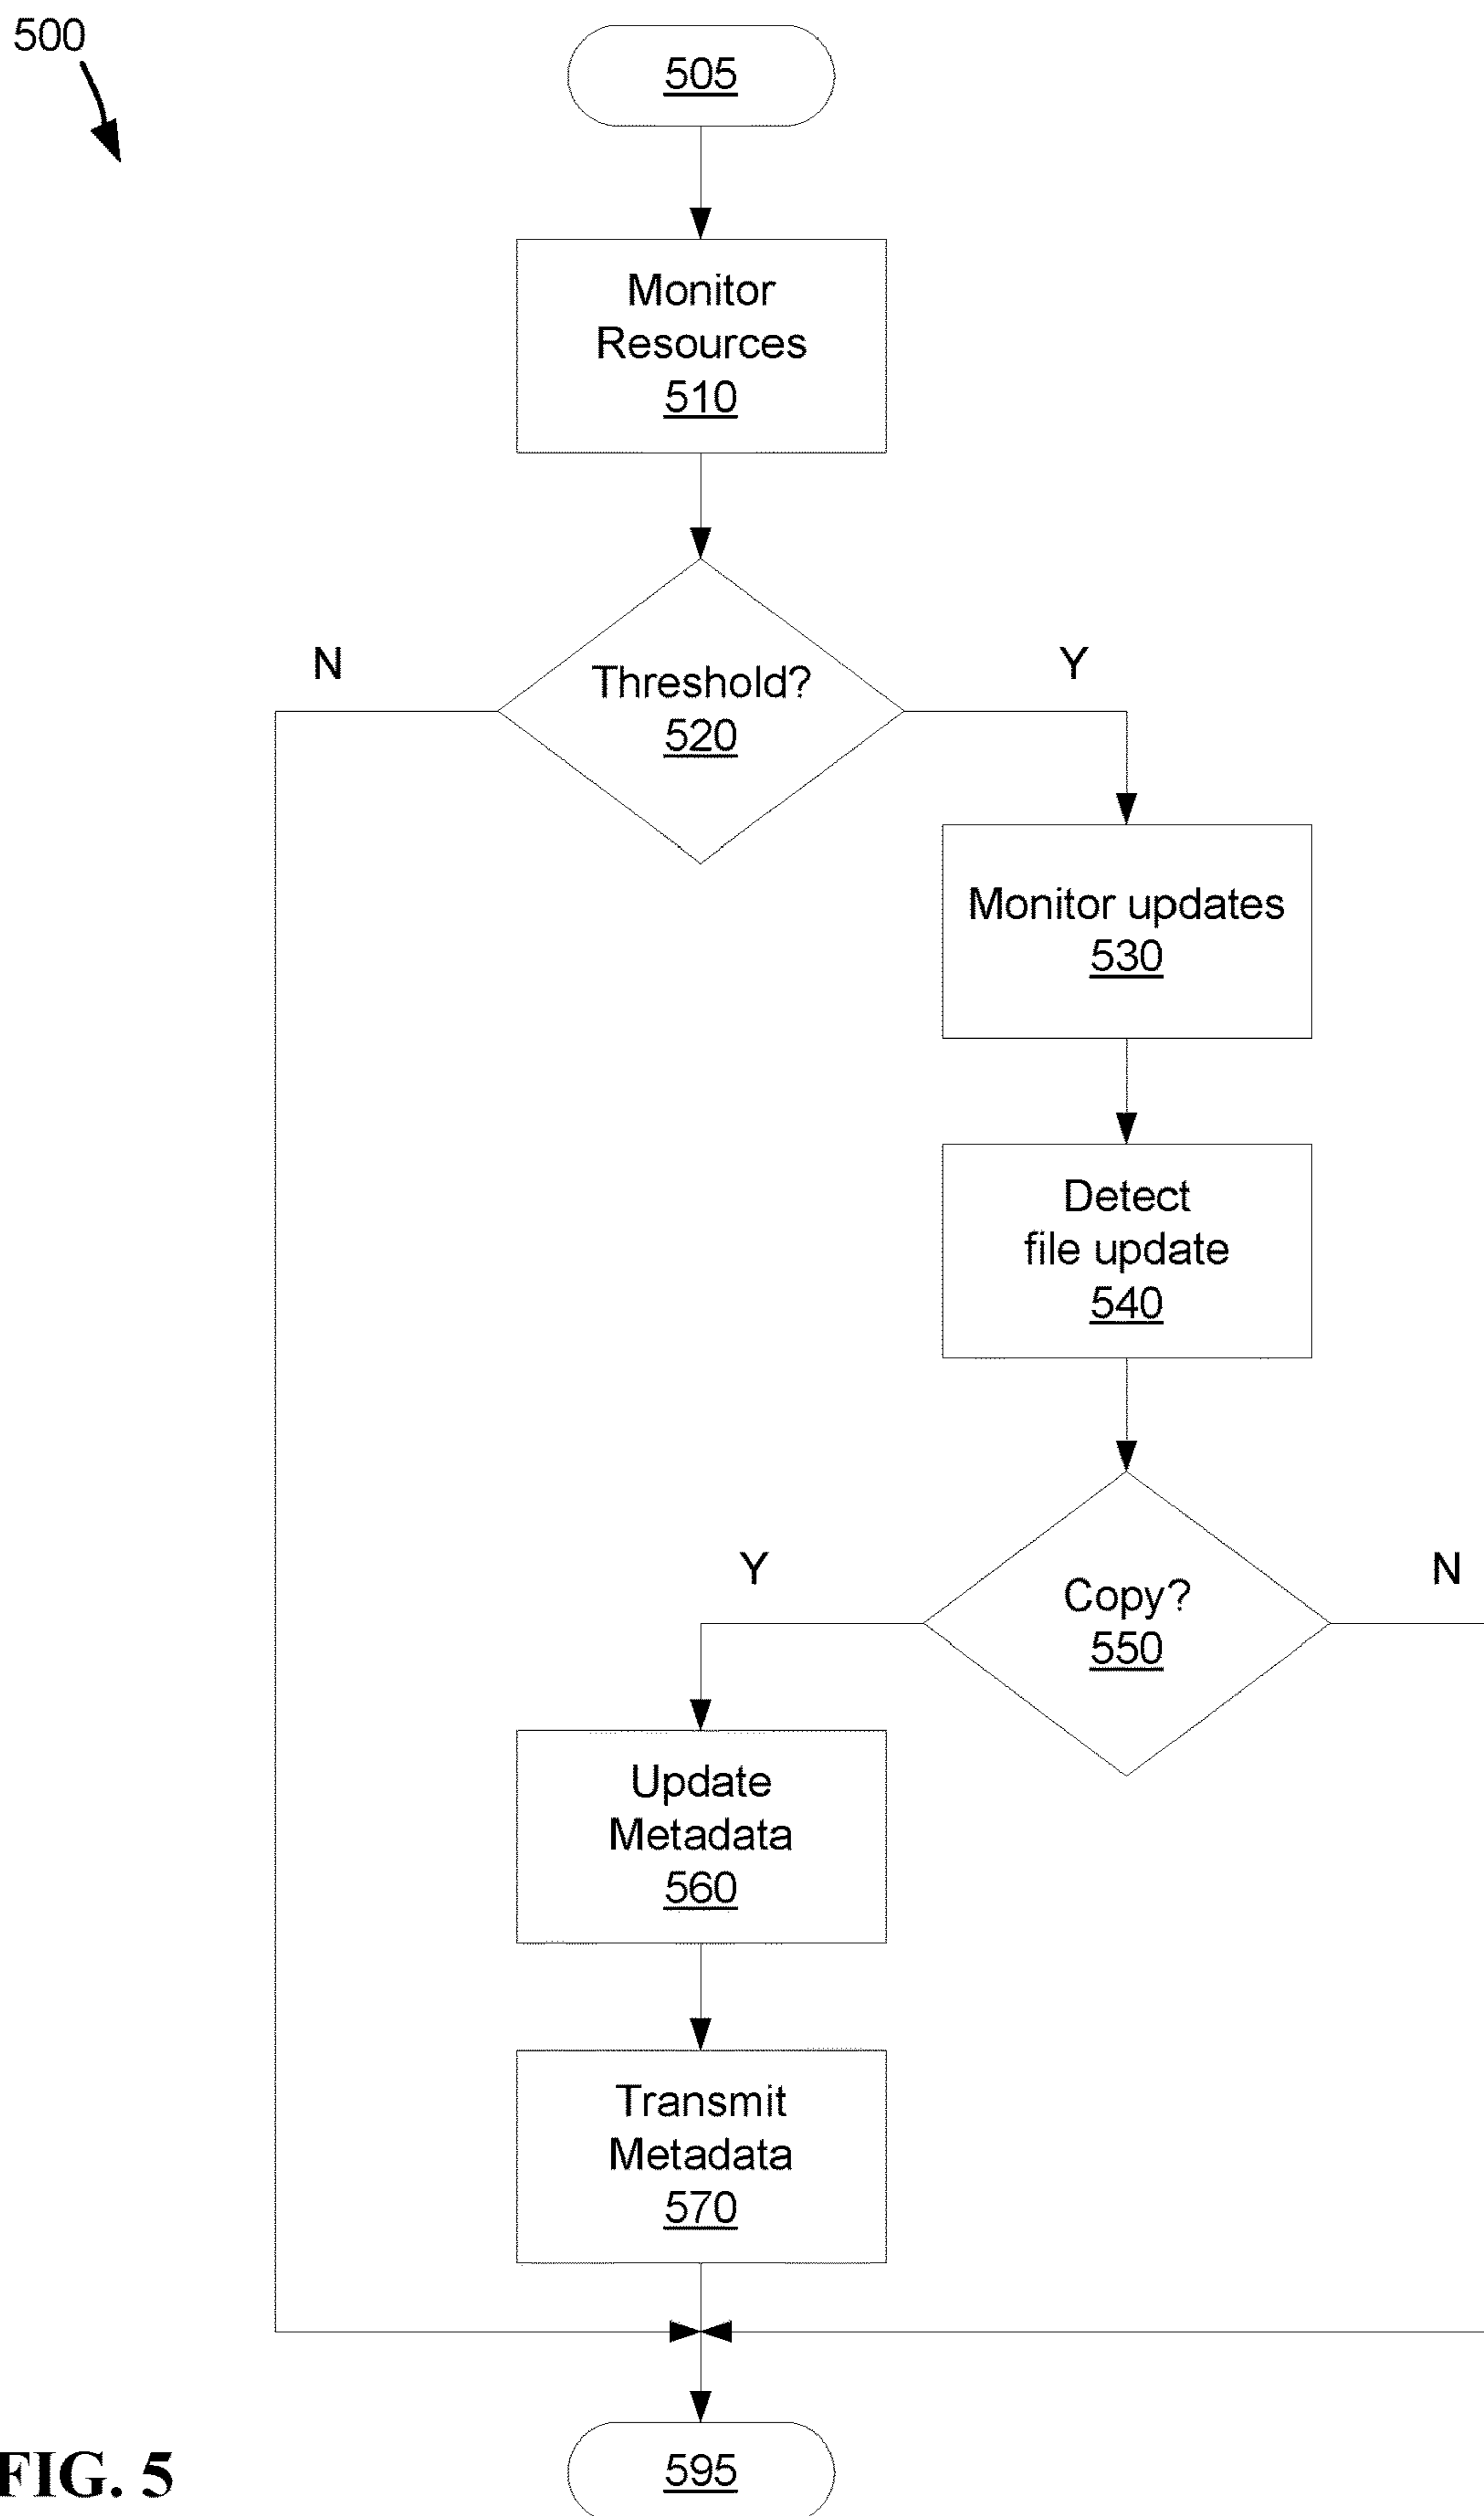 500
505
Monitor
Resources
510
N
Threshold?
520
Y
Monitor updates
530
Detect
file update
540
Y
Copy?
550
N
Update
Metadata
560
Transmit
Metadata
570
595
FIG. 5